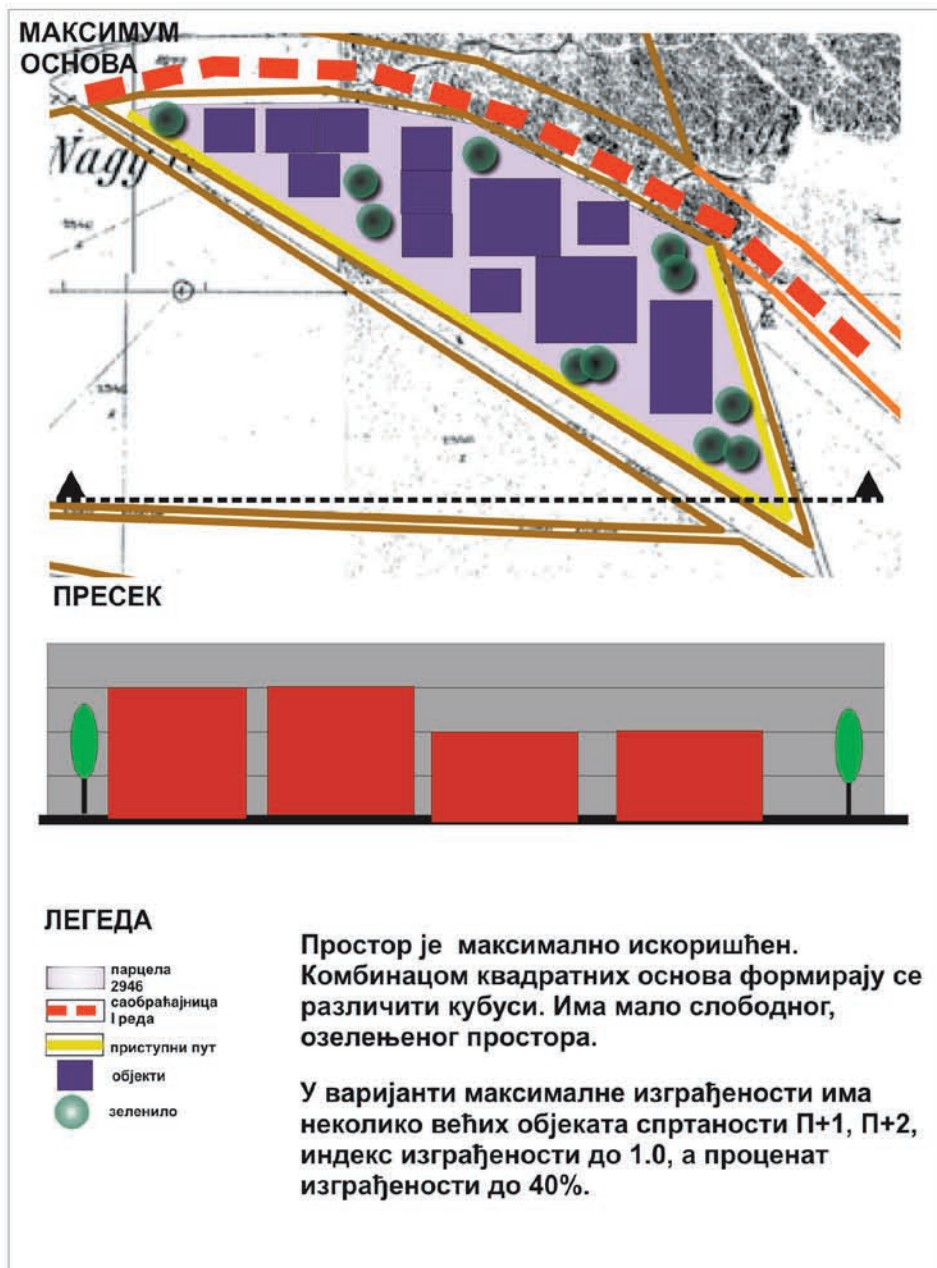 МАКСИМУМ
ОСНОВА
Nagy
Nagy
ПРЕСЕК
ЛЕГЕДА
парцела
2946
саобраћајница
I реда
приступни пут
објекти
зеленило
Простор је максимално искоришћен.
Комбинацом квадратних основа формирају се
различити кубуси. Има мало слободног,
озелењеног простора.
У варијанти максималне изграђености има
неколико већих објеката спртаности П+1, П+2,
индекс изграђености до 1.0, а проценат
изграђености до 40%.